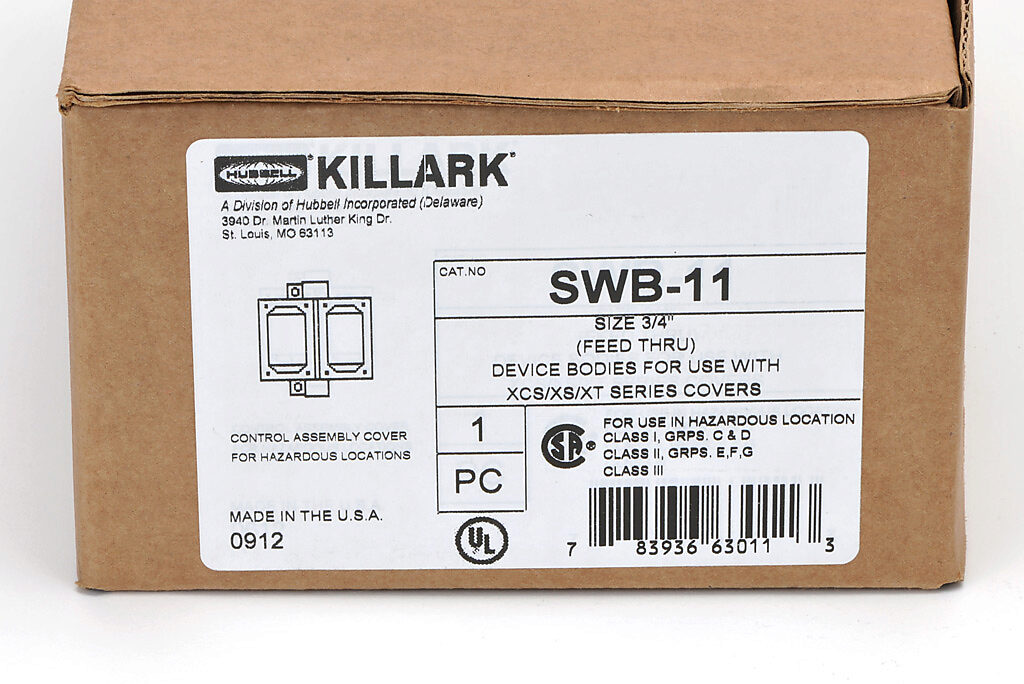 HUBBELL® KILLARK®
A Division of Hubbell Incorporated (Delaware)
3940 Dr. Martin Luther King Dr.
St. Louis, MO 63113
CAT.NO
SWB-11
SIZE 3/4"
(FEED THRU)
DEVICE BODIES FOR USE WITH
XCS/XS/XT SERIES COVERS
CONTROL ASSEMBLY COVER
FOR HAZARDOUS LOCATIONS
MADE IN THE U.S.A.
0912
1
PC
UL
SA ®
FOR USE IN HAZARDOUS LOCATION
CLASS I, GRPS. C & D
CLASS II, GRPS. E,F,G
CLASS III
7 83936 63011 3